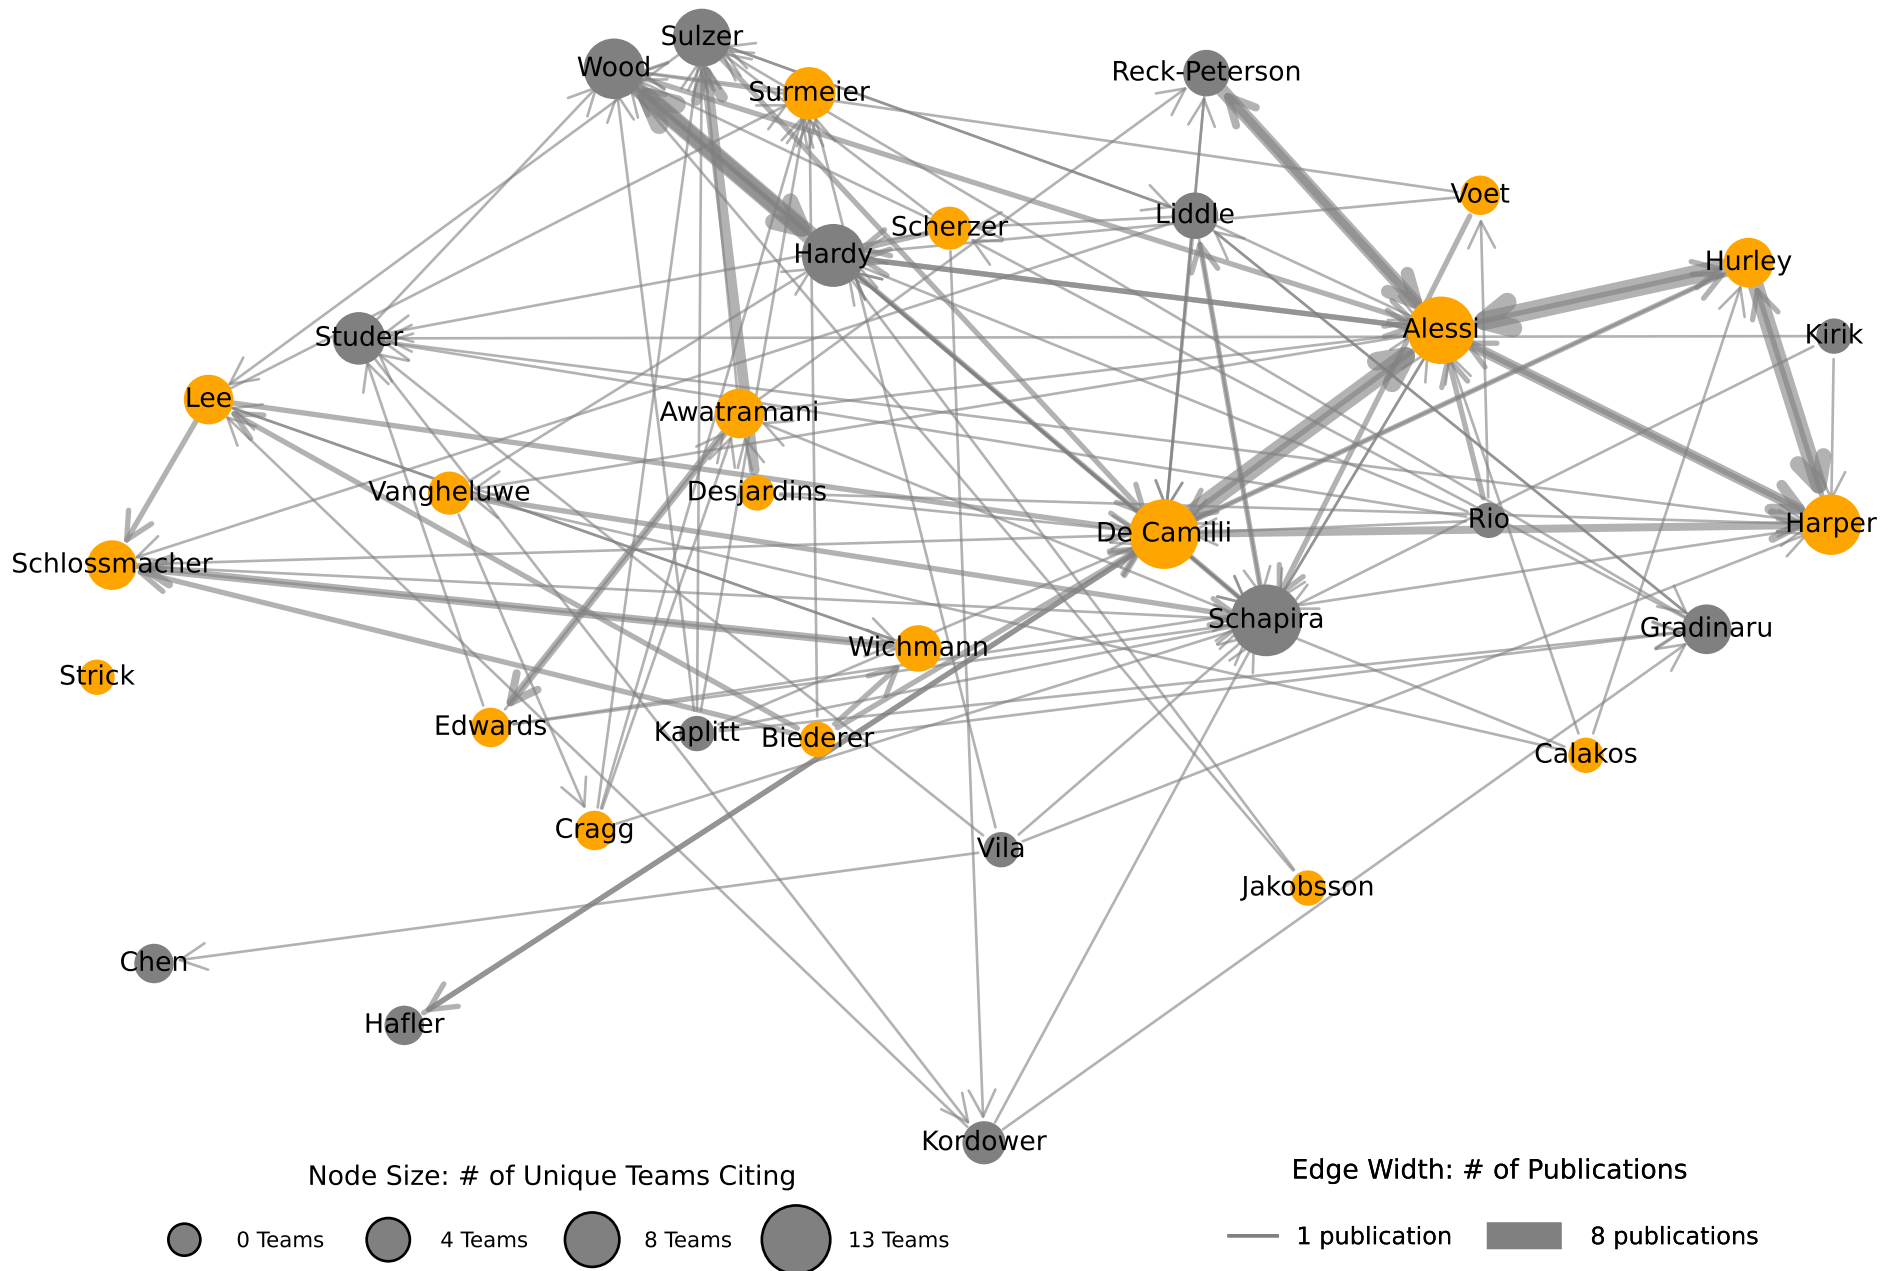 Sulzer
Wood
Surmeier
Reck-Peterson
Voet
Liddle
Scherzer
Hardy
Hurley
Studer
Alessi
Kirik
Lee
Awatramani
Vangheluwe
Desjardins
Rio
De Camilli
Harper
Schlossmacher
Schapira
Gradinaru
Wichmann
Strick
Edwards
Kaplitt
Biederer
Calakos
Cragg
Vila
Jakobsson
Chen
Hafler
Kordower
Node Size: # of Unique Teams Citing
0 Teams
4 Teams
8 Teams
13 Teams
Edge Width: # of Publications
1 publication
8 publications